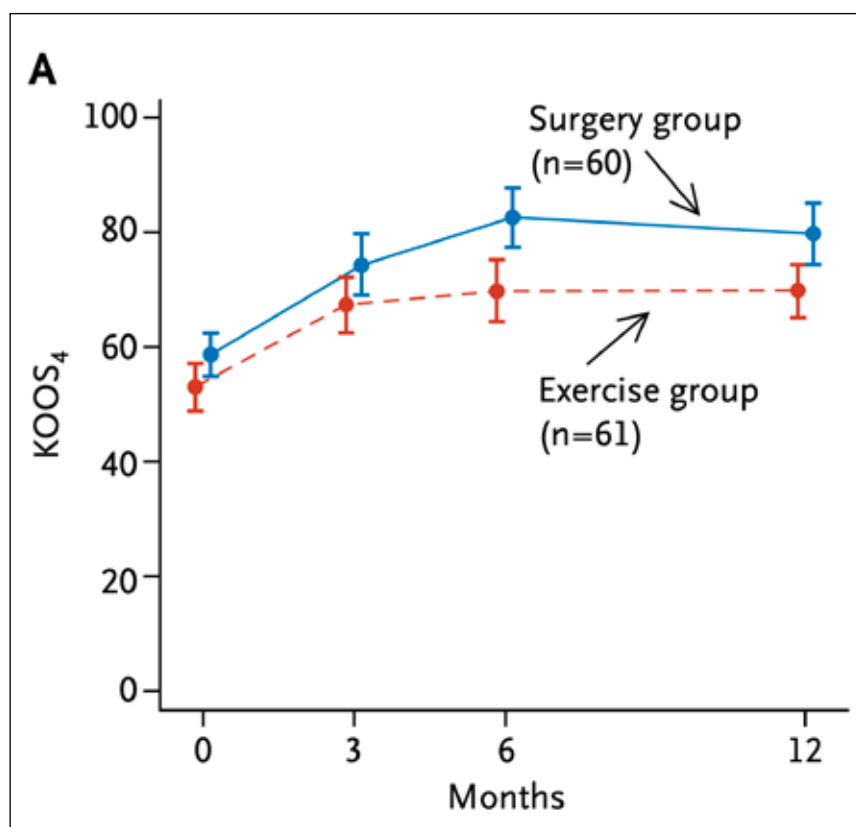 A
100
80
60
40
20
0
KOOS₄
Surgery group
(n=60)
Exercise group
(n=61)
0 3 6 12
Months